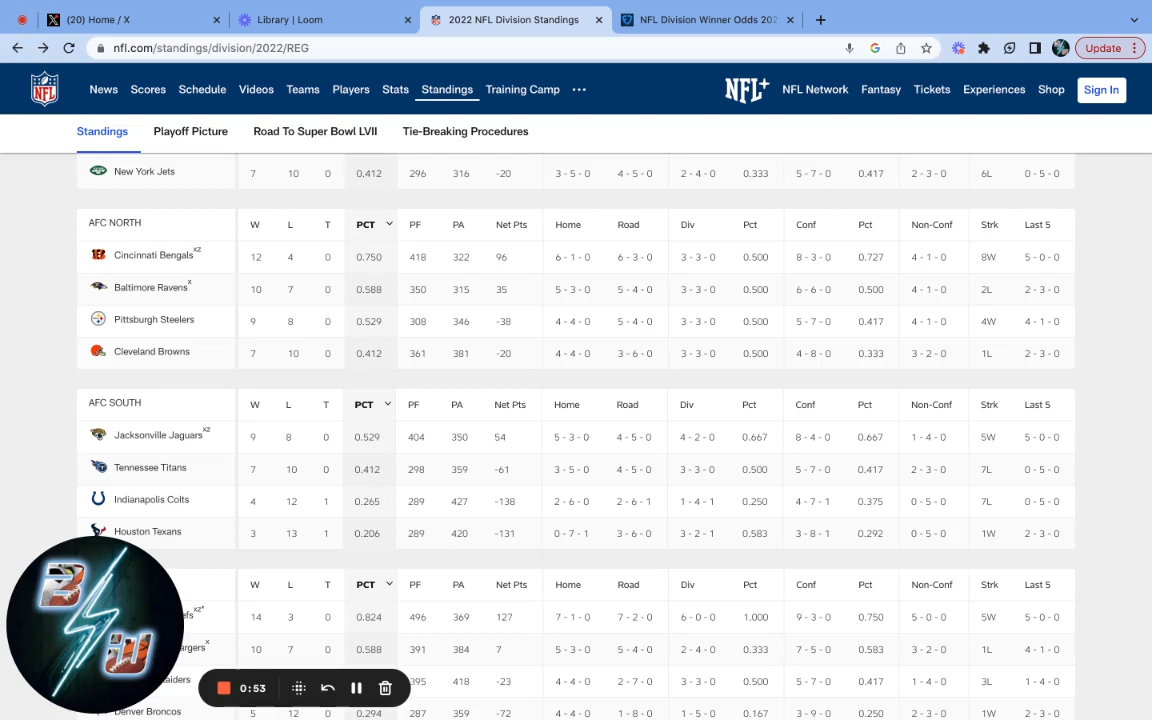 (20) Home / X
Library | Loom
2022 NFL Division Standings
NFL Division Winner Odds 202
nfl.com/standings/division/2022/REG
Update
NFL
News Scores Schedule Videos Teams Players Stats Standings Training Camp ···
NFL+ NFL Network Fantasy Tickets Experiences Shop Sign In
Standings Playoff Picture Road To Super Bowl LVII Tie-Breaking Procedures
New York Jets 7 10 0 0.412 296 316 -20 3 - 5 - 0 4 - 5 - 0 2 - 4 - 0 0.333 5 - 7 - 0 0.417 2 - 3 - 0 6L 0 - 5 - 0
AFC NORTH W L T PCT PF PA Net Pts Home Road Div Pct Conf Pct Non-Conf Strk Last 5
Cincinnati Bengals xz 12 4 0 0.750 418 322 96 6 - 1 - 0 6 - 3 - 0 3 - 3 - 0 0.500 8 - 3 - 0 0.727 4 - 1 - 0 8W 5 - 0 - 0
Baltimore Ravens x 10 7 0 0.588 350 315 35 5 - 3 - 0 5 - 4 - 0 3 - 3 - 0 0.500 6 - 6 - 0 0.500 4 - 1 - 0 2L 2 - 3 - 0
Pittsburgh Steelers 9 8 0 0.529 308 346 -38 4 - 4 - 0 5 - 4 - 0 3 - 3 - 0 0.500 5 - 7 - 0 0.417 4 - 1 - 0 4W 4 - 1 - 0
Cleveland Browns 7 10 0 0.412 361 381 -20 4 - 4 - 0 3 - 6 - 0 3 - 3 - 0 0.500 4 - 8 - 0 0.333 3 - 2 - 0 1L 2 - 3 - 0
AFC SOUTH W L T PCT PF PA Net Pts Home Road Div Pct Conf Pct Non-Conf Strk Last 5
Jacksonville Jaguars xz 9 8 0 0.529 404 350 54 5 - 3 - 0 4 - 5 - 0 4 - 2 - 0 0.667 8 - 4 - 0 0.667 1 - 4 - 0 5W 5 - 0 - 0
Tennessee Titans 7 10 0 0.412 298 359 -61 3 - 5 - 0 4 - 5 - 0 3 - 3 - 0 0.500 5 - 7 - 0 0.417 2 - 3 - 0 7L 0 - 5 - 0
Indianapolis Colts 4 12 1 0.265 289 427 -138 2 - 6 - 0 2 - 6 - 1 1 - 4 - 1 0.250 4 - 7 - 1 0.375 0 - 5 - 0 7L 0 - 5 - 0
Houston Texans 3 13 1 0.206 289 420 -131 0 - 7 - 1 3 - 6 - 0 3 - 2 - 1 0.583 3 - 8 - 1 0.292 0 - 5 - 0 1W 2 - 3 - 0
W L T PCT PF PA Net Pts Home Road Div Pct Conf Pct Non-Conf Strk Last 5
efs xz* 14 3 0 0.824 496 369 127 7 - 1 - 0 7 - 2 - 0 6 - 0 - 0 1.000 9 - 3 - 0 0.750 5 - 0 - 0 5W 5 - 0 - 0
argers x 10 7 0 0.588 391 384 7 5 - 3 - 0 5 - 4 - 0 2 - 4 - 0 0.333 7 - 5 - 0 0.583 3 - 2 - 0 1L 4 - 1 - 0
aiders 395 418 -23 4 - 4 - 0 2 - 7 - 0 3 - 3 - 0 0.500 5 - 7 - 0 0.417 1 - 4 - 0 3L 1 - 4 - 0
Denver Broncos 5 12 0 0.294 287 359 -72 4 - 4 - 0 1 - 8 - 0 1 - 5 - 0 0.167 3 - 9 - 0 0.250 2 - 3 - 0 1W 2 - 3 - 0
0:53